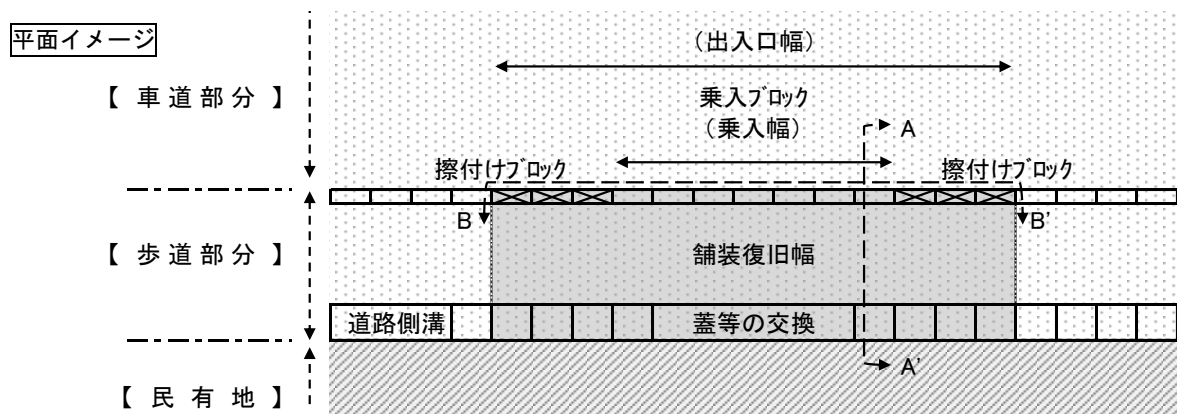 平面イメージ
（出入口幅）
【 車 道 部 分 】
乗入ブロック
（乗入幅）
A
擦付けブロック
擦付けブロック
B
B'
【 歩 道 部 分 】
舗装復旧幅
道路側溝
蓋等の交換
A'
【 民 有 地 】